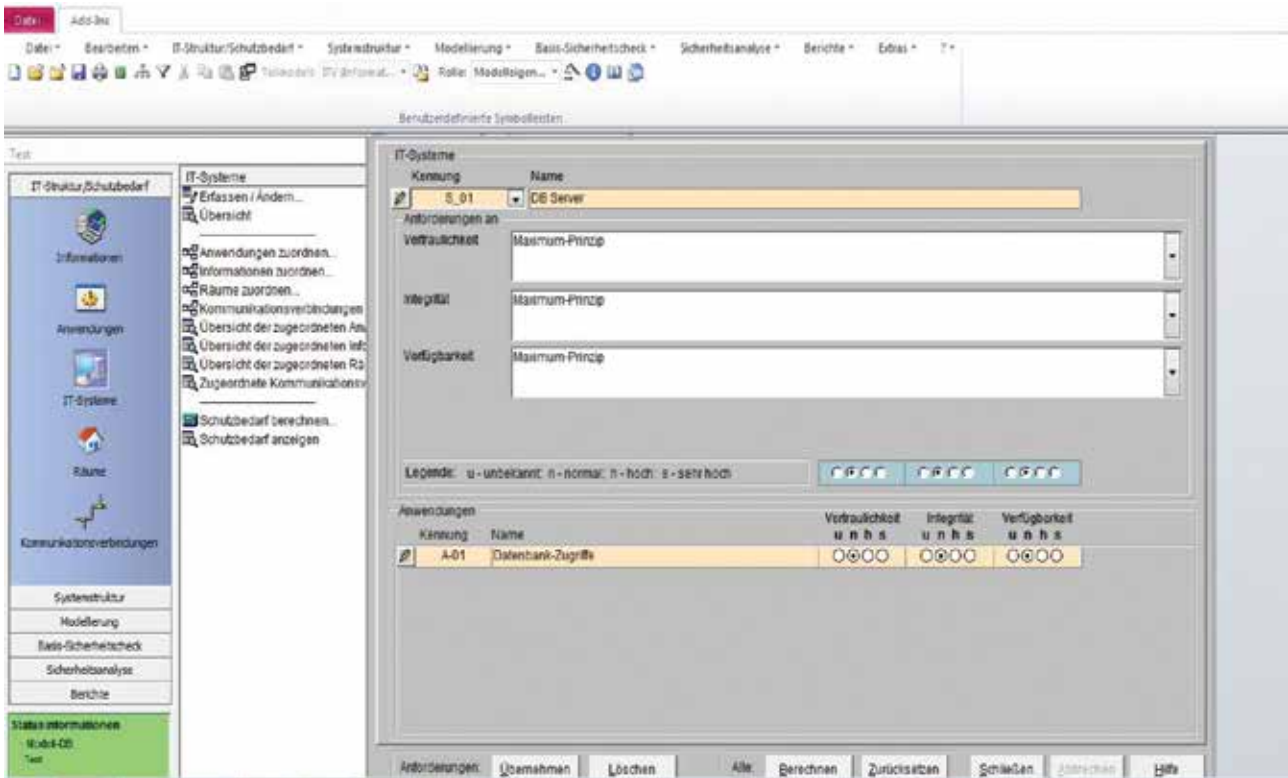 Datei Add-Ins
Datei Bearbeiten IT-Struktur/Schutzbedarf Systemstruktur Modellierung Basis-Sicherheitscheck Sicherheitsanalyse Berichte Extras ?
Rolle: Modelleigen...
Benutzerdefinierte Symbolleisten
Test
IT-Struktur/Schutzbedarf
Informationen
Anwendungen
IT-Systeme
Räume
Kommunikationsverbindungen
Systemstruktur
Modellierung
Basis-Sicherheitscheck
Sicherheitsanalyse
Berichte
Status informationen
Modell-DB
Test
IT-Systeme
Erfassen / Ändern...
Übersicht
Anwendungen zuordnen...
Informationen zuordnen...
Räume zuordnen...
Kommunikationsverbindungen
Übersicht der zugeordneten An
Übersicht der zugeordneten Inf
Übersicht der zugeordneten Rä
Zugeordnete Kommunikationsv
Schutzbedarf berechnen...
Schutzbedarf anzeigen
IT-Systeme
Kennung Name
S_01 DB Server
Anforderungen an
Vertraulichkeit Maximum-Prinzip
Integrität Maximum-Prinzip
Verfügbarkeit Maximum-Prinzip
Legende: u - unbekannt; n - normal; h - hoch; s - sehr hoch
Anwendungen
Vertraulichkeit Integrität Verfügbarkeit
Kennung Name u n h s u n h s u n h s
A-01 Datenbank-Zugriffe
Anforderungen: Übernehmen Löschen Alle: Berechnen Zurücksetzen Schließen Abbrechen Hilfe